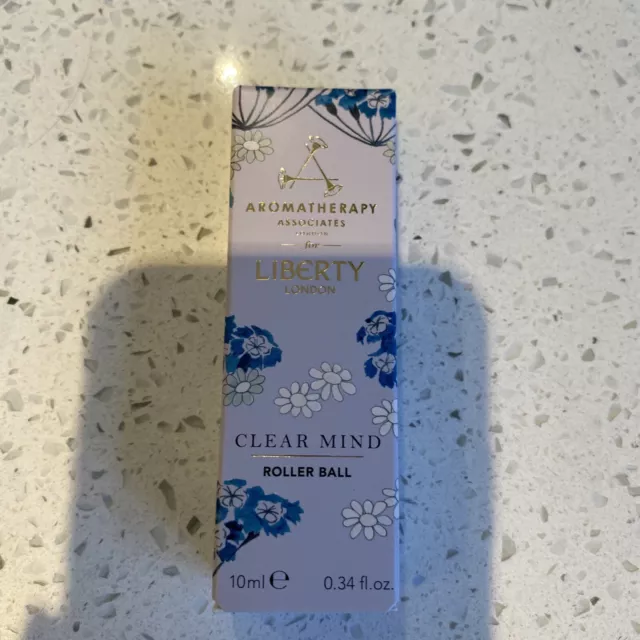 AROMATHERAPY
ASSOCIATES
for
LIBERTY
LONDON
CLEAR MIND
ROLLER BALL
10ml ℮ 0.34 fl.oz.